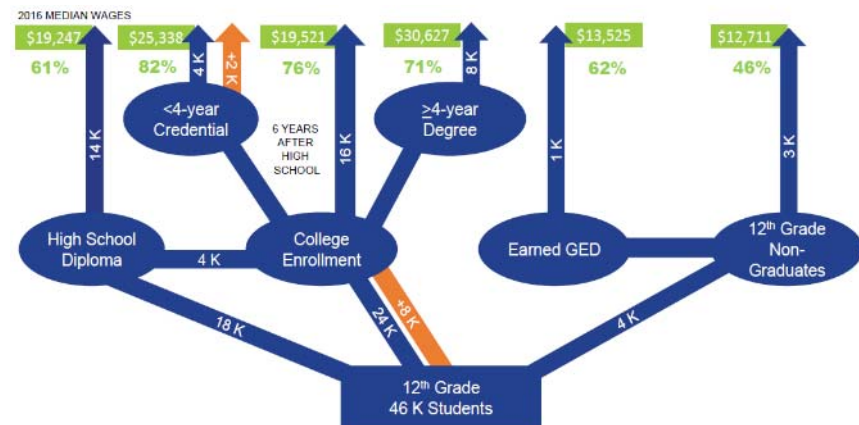 2016 MEDIAN WAGES
$19,247
$25,338
$19,521
$30,627
$13,525
$12,711
61%
82%
76%
71%
62%
46%
4 K
+2 K
8 K
<4-year
Credential
6 YEARS
AFTER
HIGH
SCHOOL
≥4-year
Degree
14 K
16 K
1 K
3 K
High School
Diploma
4 K
College
Enrollment
Earned GED
12th Grade
Non-
Graduates
18 K
24 K
+8 K
4 K
12th Grade
46 K Students